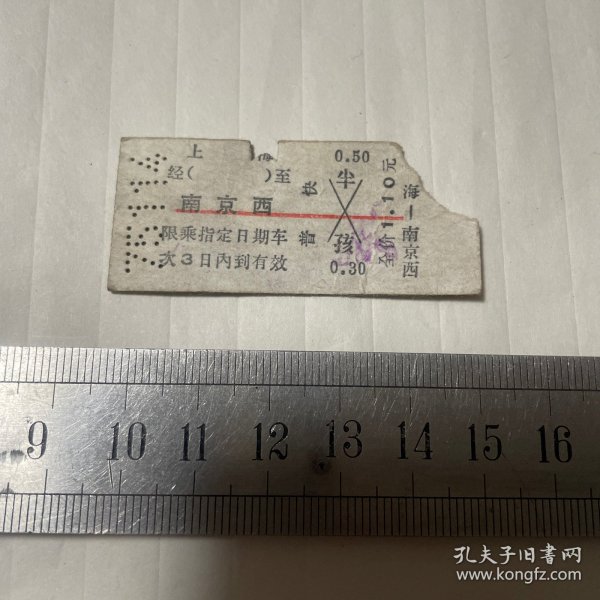 上 海 0.50
经( )至 快 半
南京西
限乘指定日期车
次3日内到有效
孩
0.30
全价1.10元
海—南京西
9 10 11 12 13 14 15 16
孔夫子旧书网
www.kongfz.com